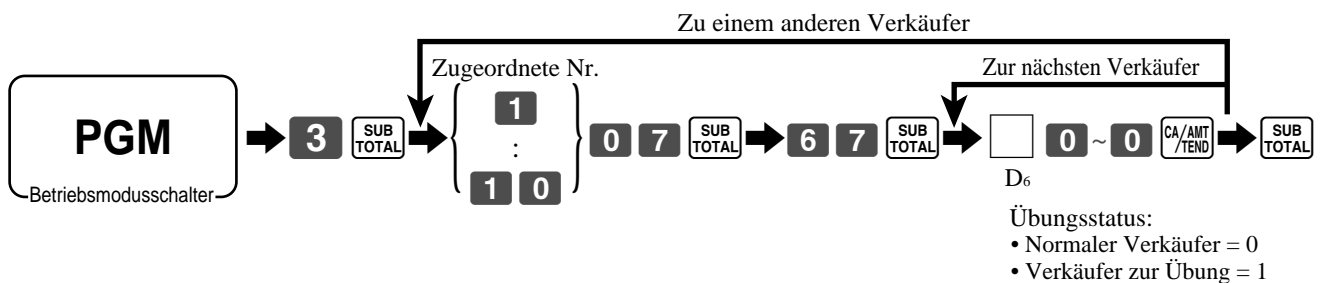 Zu einem anderen Verkäufer
Zugeordnete Nr.
Zur nächsten Verkäufer
PGM
Betriebsmodusschalter
3 SUB TOTAL { 1 : 10 } 0 7 SUB TOTAL 6 7 SUB TOTAL 0 ~ 0 CA/AMT /TEND SUB TOTAL
D6
Übungsstatus:
• Normaler Verkäufer = 0
• Verkäufer zur Übung = 1